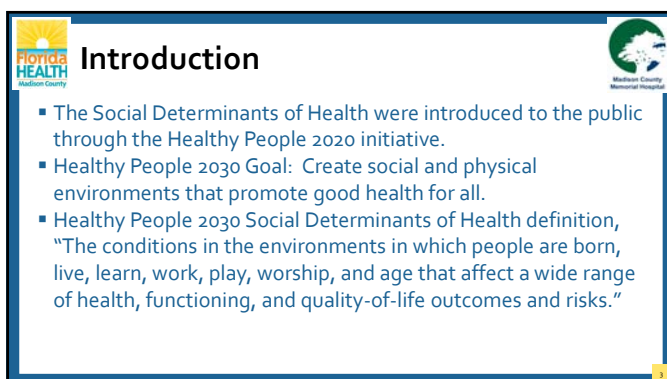 Florida
HEALTH
Madison County
Introduction
Madison County
Memorial Hospital
▪ The Social Determinants of Health were introduced to the public
through the Healthy People 2020 initiative.
▪ Healthy People 2030 Goal: Create social and physical
environments that promote good health for all.
▪ Healthy People 2030 Social Determinants of Health definition,
“The conditions in the environments in which people are born,
live, learn, work, play, worship, and age that affect a wide range
of health, functioning, and quality-of-life outcomes and risks.”
3